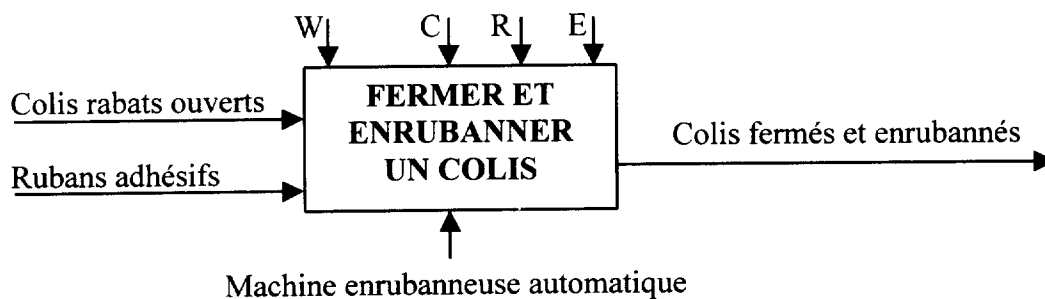 W C R E
FERMER ET
ENRUBANNER
UN COLIS
Colis rabats ouverts
Rubans adhésifs
Colis fermés et enrubannés
Machine enrubanneuse automatique